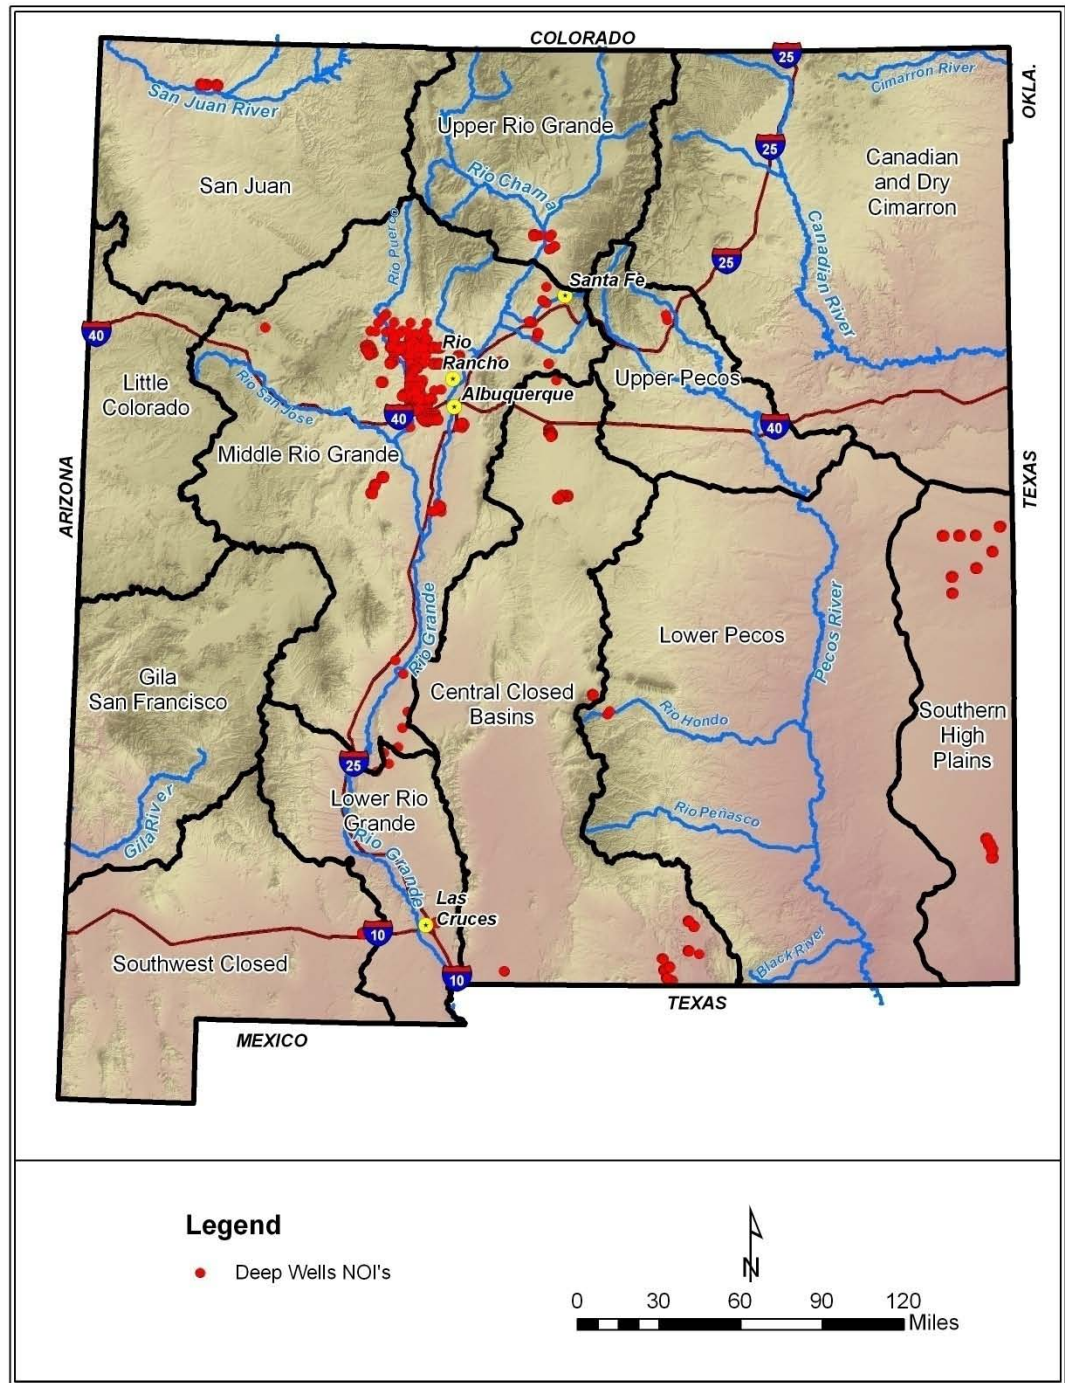 COLORADO
25
Cimarron River
OKLA.
San Juan River
Upper Rio Grande
25
Canadian
and Dry
Cimarron
San Juan
Rio Chama
Rio Puerco
Canadian River
25
Santa Fe
40
Rio
Rancho
Little
Colorado
Rio San Jose
Albuquerque
Upper Pecos
40
40
Middle Rio Grande
ARIZONA
TEXAS
Rio Grande
Pecos River
Lower Pecos
Gila
San Francisco
Central Closed
Basins
Rio Hondo
Southern
High
Plains
25
Lower Rio
Grande
Gila River
Rio Peñasco
Rio Grande
Las
Cruces
10
Southwest Closed
Black River
10
TEXAS
MEXICO
Legend
Deep Wells NOI's
N
0 30 60 90 120
Miles